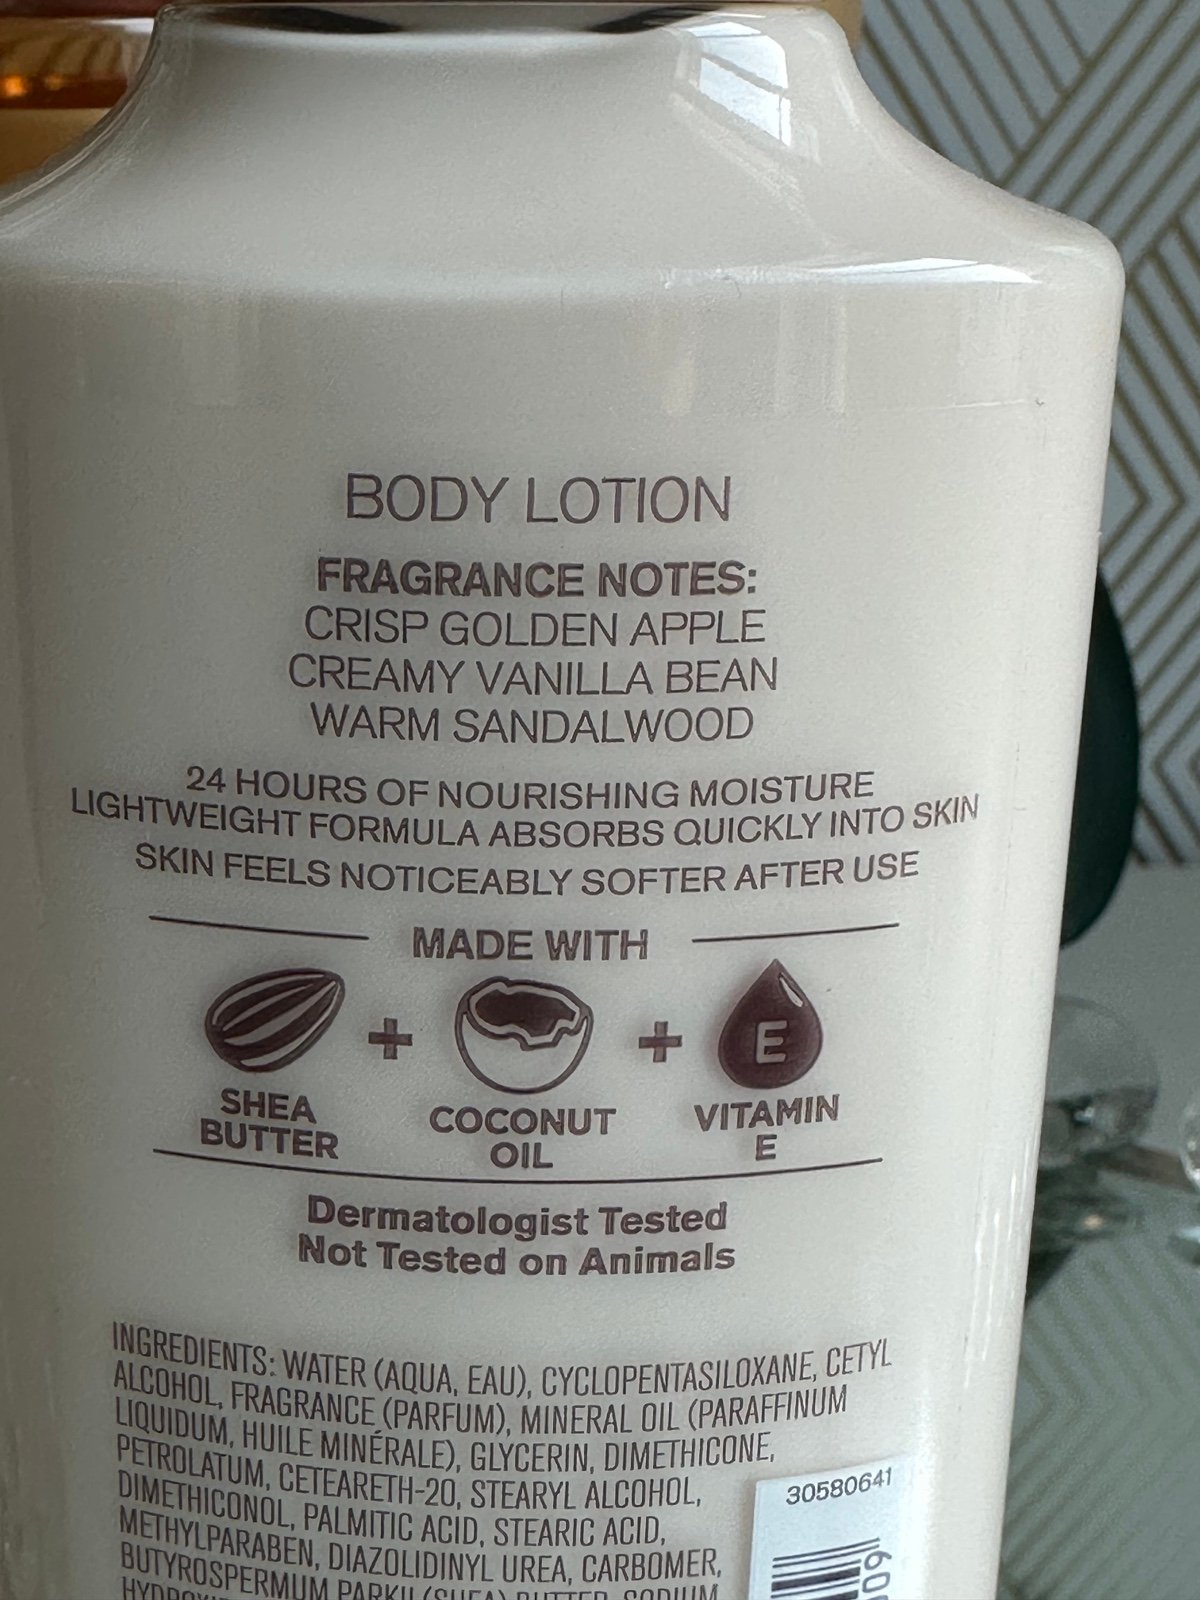 BODY LOTION
FRAGRANCE NOTES:
CRISP GOLDEN APPLE
CREAMY VANILLA BEAN
WARM SANDALWOOD
24 HOURS OF NOURISHING MOISTURE
LIGHTWEIGHT FORMULA ABSORBS QUICKLY INTO SKIN
SKIN FEELS NOTICEABLY SOFTER AFTER USE
MADE WITH
E
+ +
SHEA BUTTER
COCONUT OIL
VITAMIN E
Dermatologist Tested
Not Tested on Animals
INGREDIENTS: WATER (AQUA, EAU), CYCLOPENTASILOXANE, CETYL
ALCOHOL, FRAGRANCE (PARFUM), MINERAL OIL (PARAFFINUM
LIQUIDUM, HUILE MINÉRALE), GLYCERIN, DIMETHICONE,
PETROLATUM, CETEARETH-20, STEARYL ALCOHOL,
DIMETHICONOL, PALMITIC ACID, STEARIC ACID,
METHYLPARABEN, DIAZOLIDINYL UREA, CARBOMER,
BUTYROSPERMUM PARKII (SHEA) BUTTER, SODIUM
30580641